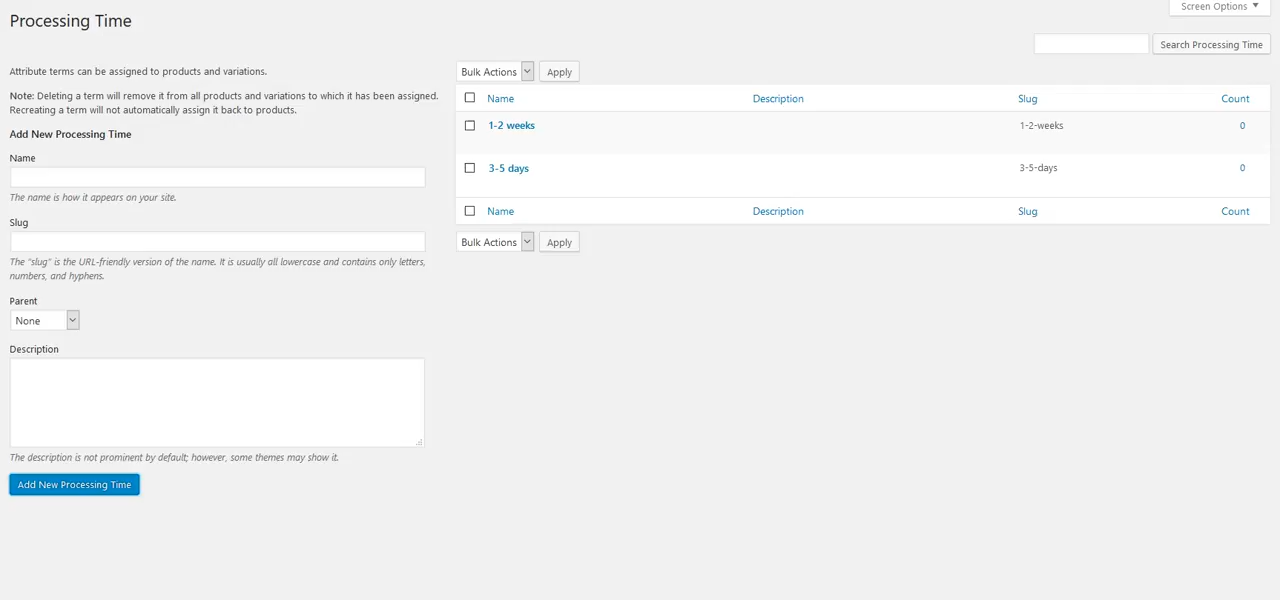 Screen Options
Processing Time
Search Processing Time
Attribute terms can be assigned to products and variations.
Note: Deleting a term will remove it from all products and variations to which it has been assigned.
Recreating a term will not automatically assign it back to products.
Add New Processing Time
Name
The name is how it appears on your site.
Slug
The "slug" is the URL-friendly version of the name. It is usually all lowercase and contains only letters,
numbers, and hyphens.
Parent
None
Description
The description is not prominent by default; however, some themes may show it.
Add New Processing Time
Bulk Actions Apply
Name Description Slug Count
1-2 weeks 1-2-weeks 0
3-5 days 3-5-days 0
Name Description Slug Count
Bulk Actions Apply